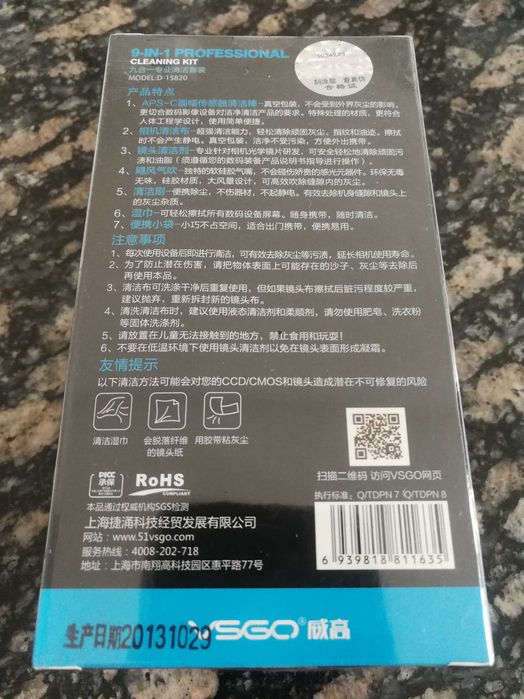 9-IN-1 PROFESSIONAL
CLEANING KIT
九合一专业清洁套装
MODEL:D-15820
刮涂层 查真伪
合格证
产品特点
1、APS-C画幅传感器清洁棒-真空包装，不会受到外界灰尘的影响，
更切合数码影像设备对洁净清洁产品的要求。特殊处理的材质，更符合
人体工程学设计，使用简单便捷。
2、相机清洁布-超强清洁能力，轻松清除顽固灰尘、指纹和油迹。擦拭
时不会产生静电。真空包装，洁净不受污染，方便外出携带。
3、镜头清洁剂-专业针对相机光学镜片研发，可安全轻松地清除顽固污
渍和油脂（须遵循您的数码装备产品说明书指导进行操作）。
4、飓风气吹-独特的软硅胶气嘴，不会碰伤娇贵的感光元器件。环保无毒
无味，硅胶材质，大风量设计，可高效吹除缝隙内的灰尘。
5、清洁刷-便携除尘，不伤器材，不起静电。有效去除机身缝隙和镜头上
的灰尘杂质。
6、湿巾-可轻松擦拭所有数码设备屏幕。随身携带，随时清洁。
7、便携小袋-小巧不占空间，适合出门携带，便携易用。
注意事项
1、每次使用设备后即进行清洁，可有效去除灰尘等污渍，延长相机使用寿命。
2、为了防止潜在伤害，请把物体表面上可能存在的沙子、灰尘等去除后
再使用本品。
3、清洁布可洗涤干净后重复使用，但如果镜头布擦拭后脏污程度较严重，
建议抛弃，重新拆封新的镜头布。
4、清洗清洁布时，建议使用液态清洁剂和柔顺剂，请勿使用肥皂、洗衣粉
等固体洗涤剂。
5、请放置在儿童无法接触到的地方，禁止食用和玩耍！
6、不要在低温环境下使用镜头清洁剂以免在镜头表面形成凝霜。
友情提示
以下清洁方法可能会对您的CCD/CMOS和镜头造成潜在不可修复的风险
清洁湿巾
会脱落纤维
的镜头纸
用胶带粘灰尘
扫描二维码 访问VSGO网页
PICC
承保
RoHS
COMPLIANT
执行标准：Q/TDPN 7 Q/TDPN 8
本品通过权威机构SGS检测
上海捷涌科技经贸发展有限公司
网站：www.51vsgo.com
服务热线：4008-202-718
地址：上海市南翔高科技园区惠平路77号
6 939818 811635
生产日期20131029
VSGO® 威高